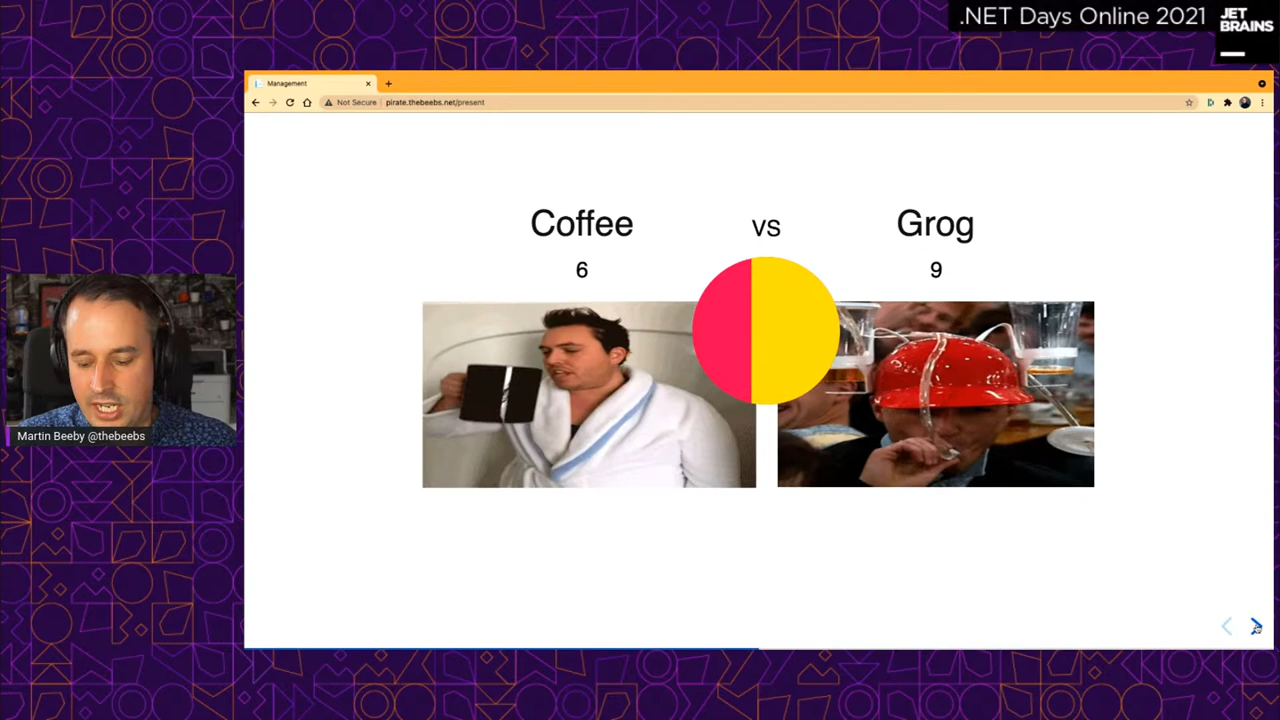 .NET Days Online 2021
JET
BRAINS
Management
Not Secure
pirate.thebeebs.net/present
Coffee
vs
Grog
6
9
Martin Beeby @thebeebs